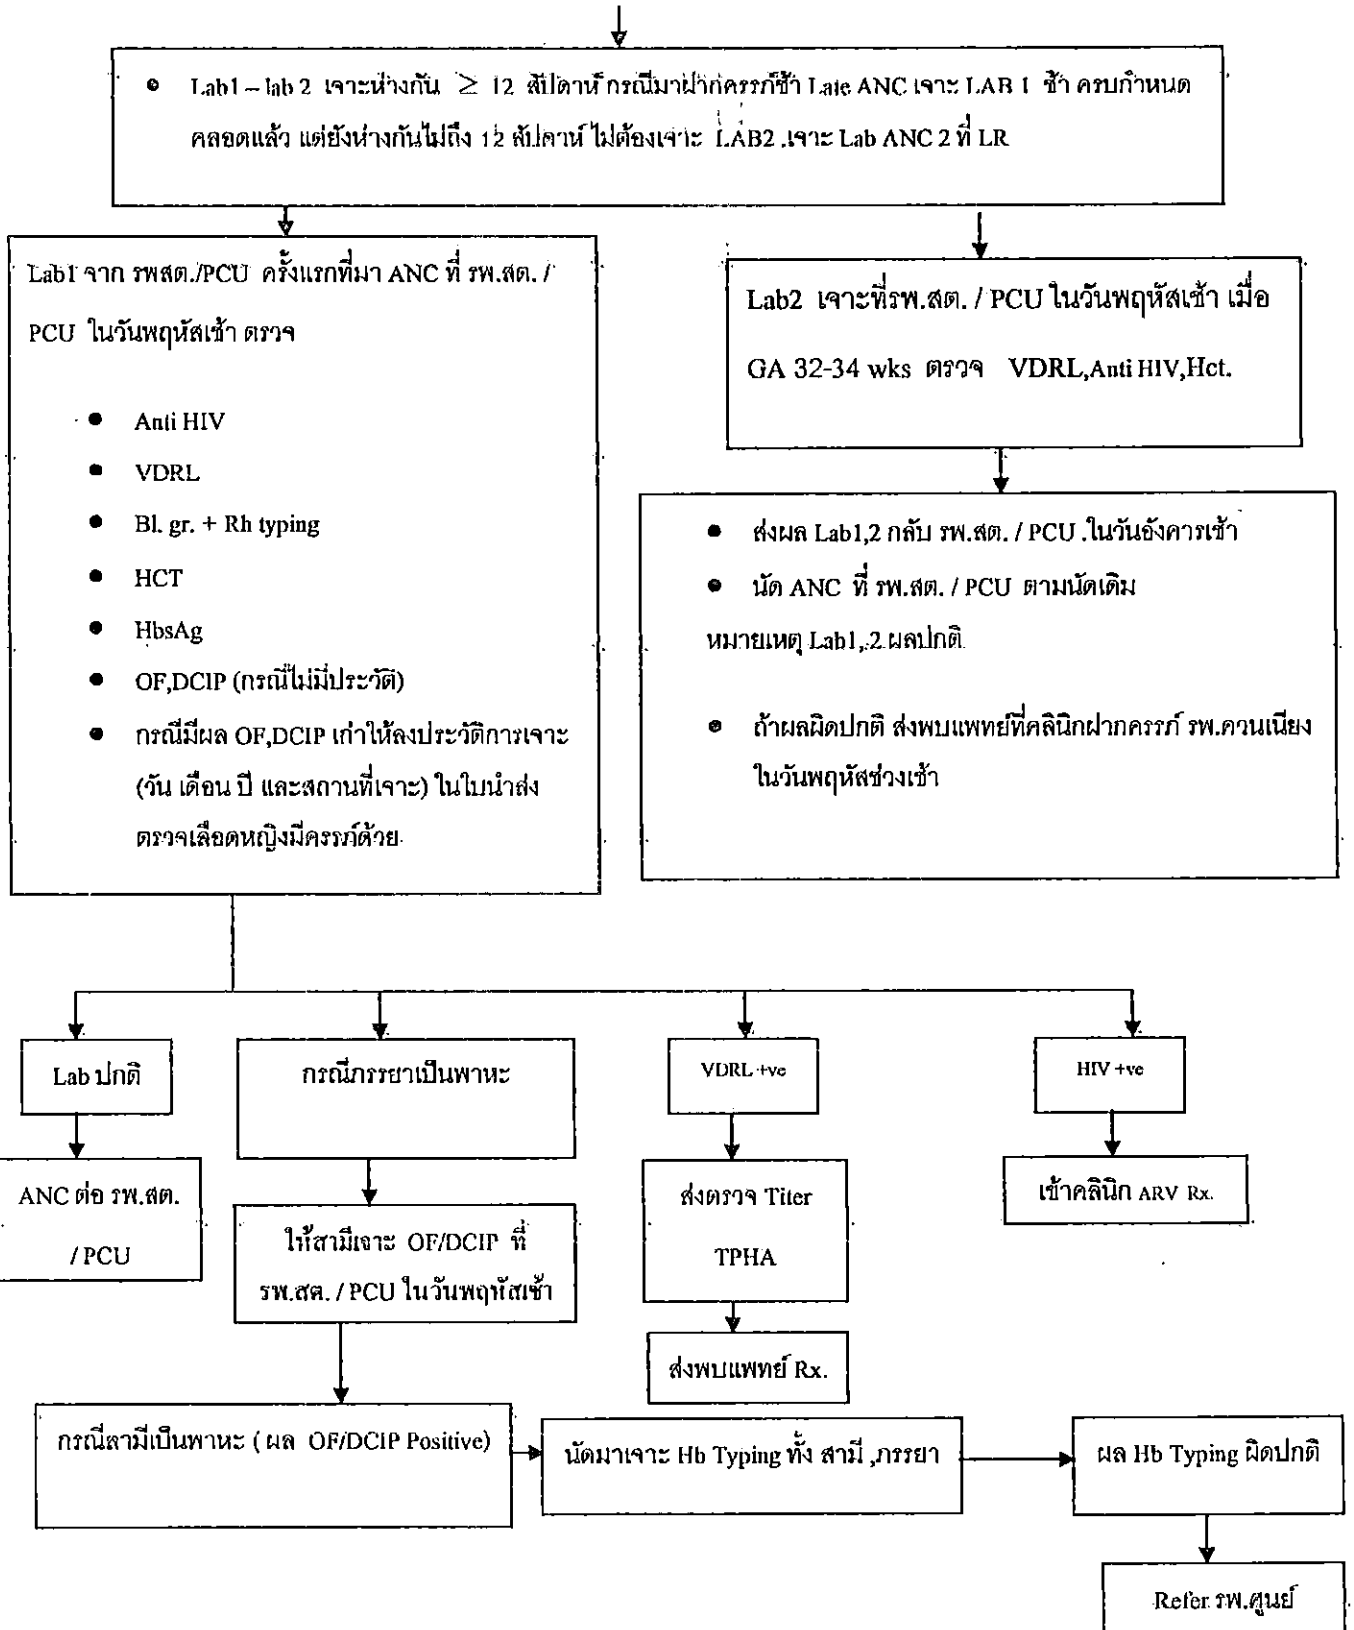 Lab1 – lab 2 เจาะห่างกัน ≥ 12 สัปดาห์ กรณีมาฝากครรภ์ช้า Late ANC เจาะ LAB 1 ช้า ครบกำหนด
คลอดแล้ว แต่ยังห่างกันไม่ถึง 12 สัปดาห์ ไม่ต้องเจาะ LAB2 .เจาะ Lab ANC 2 ที่ LR
Lab1 จาก รพสต./PCU ครั้งแรกที่มา ANC ที่ รพ.สต. /
PCU ในวันพฤหัสเช้า ตรวจ
Anti HIV
VDRL
Bl. gr. + Rh typing
HCT
HbsAg
OF,DCIP (กรณีไม่มีประวัติ)
กรณีมีผล OF,DCIP เก่าให้ลงประวัติการเจาะ
(วัน เดือน ปี และสถานที่เจาะ) ในใบนำส่ง
ตรวจเลือดหญิงมีครรภ์ด้วย
Lab2 เจาะที่รพ.สต. / PCU ในวันพฤหัสเช้า เมื่อ
GA 32-34 wks ตรวจ VDRL,Anti HIV,Hct.
ส่งผล Lab1,2 กลับ รพ.สต. / PCU .ในวันอังคารเช้า
นัด ANC ที่ รพ.สต. / PCU ตามนัดเดิม
หมายเหตุ Lab1,.2 ผลปกติ
ถ้าผลผิดปกติ ส่งพบแพทย์ที่คลินิกฝากครรภ์ รพ.ควนเนียง
ในวันพฤหัสช่วงเช้า
Lab ปกติ
กรณีภรรยาเป็นพาหะ
VDRL +ve
HIV +ve
ANC ต่อ รพ.สต.
/ PCU
ให้สามีเจาะ OF/DCIP ที่
รพ.สต. / PCU ในวันพฤหัสเช้า
ส่งตรวจ Titer
TPHA
เข้าคลินิก ARV Rx.
ส่งพบแพทย์ Rx.
กรณีสามีเป็นพาหะ ( ผล OF/DCIP Positive)
นัดมาเจาะ Hb Typing ทั้ง สามี ,ภรรยา
ผล Hb Typing ผิดปกติ
Refer รพ.ศูนย์